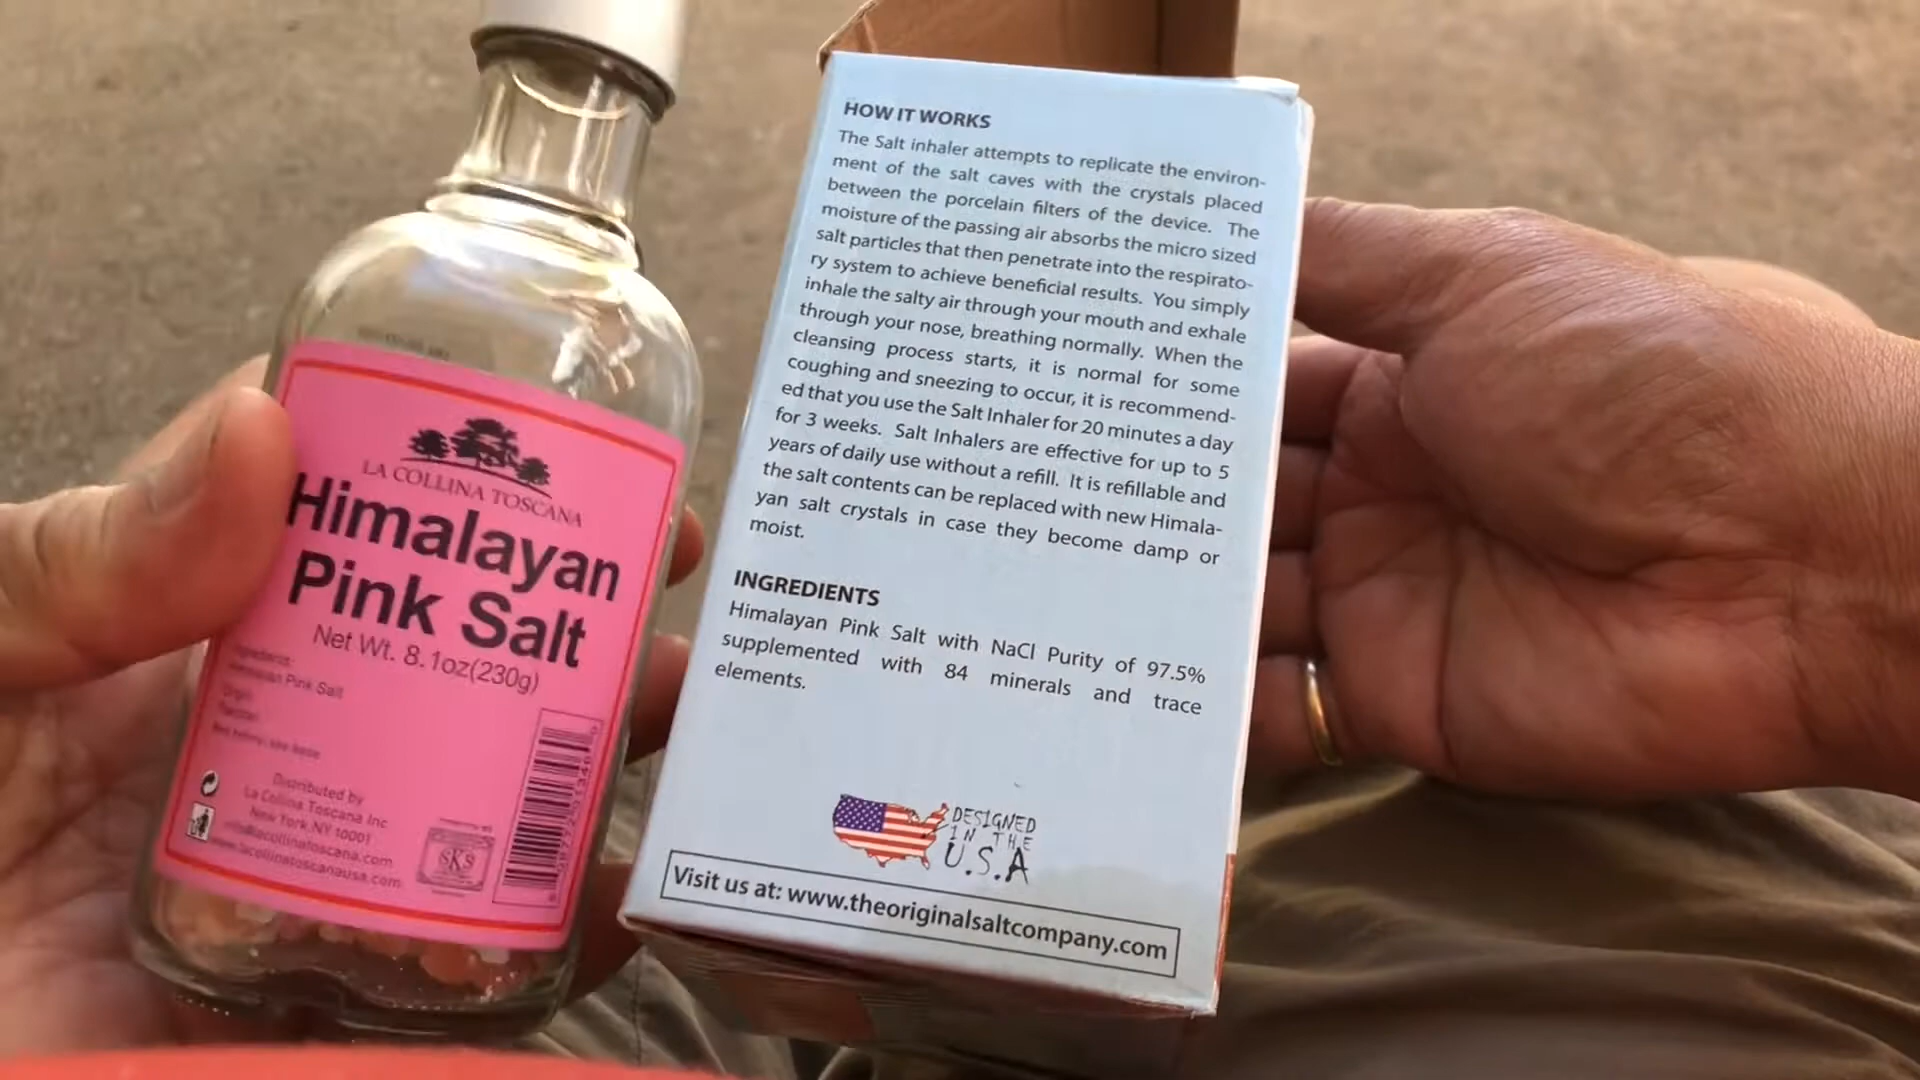 LA COLLINA TOSCANA
Himalayan
Pink Salt
Net Wt. 8.1oz(230g)
Ingredients:
Himalayan Pink Salt
Origin:
Distributed by
La Collina Toscana Inc
New York, NY 10001
info@lacollinatoscana.com
www.lacollinatoscanausa.com
SKS
HOW IT WORKS
The Salt inhaler attempts to replicate the environ-
ment of the salt caves with the crystals placed
between the porcelain filters of the device. The
moisture of the passing air absorbs the micro sized
salt particles that then penetrate into the respirato-
ry system to achieve beneficial results. You simply
inhale the salty air through your mouth and exhale
through your nose, breathing normally. When the
cleansing process starts, it is normal for some
coughing and sneezing to occur, it is recommend-
ed that you use the Salt Inhaler for 20 minutes a day
for 3 weeks. Salt Inhalers are effective for up to 5
years of daily use without a refill. It is refillable and
the salt contents can be replaced with new Himala-
yan salt crystals in case they become damp or
moist.
INGREDIENTS
Himalayan Pink Salt with NaCl Purity of 97.5%
supplemented with 84 minerals and trace
elements.
DESIGNED
IN THE
U.S.A
Visit us at: www.theoriginalsaltcompany.com